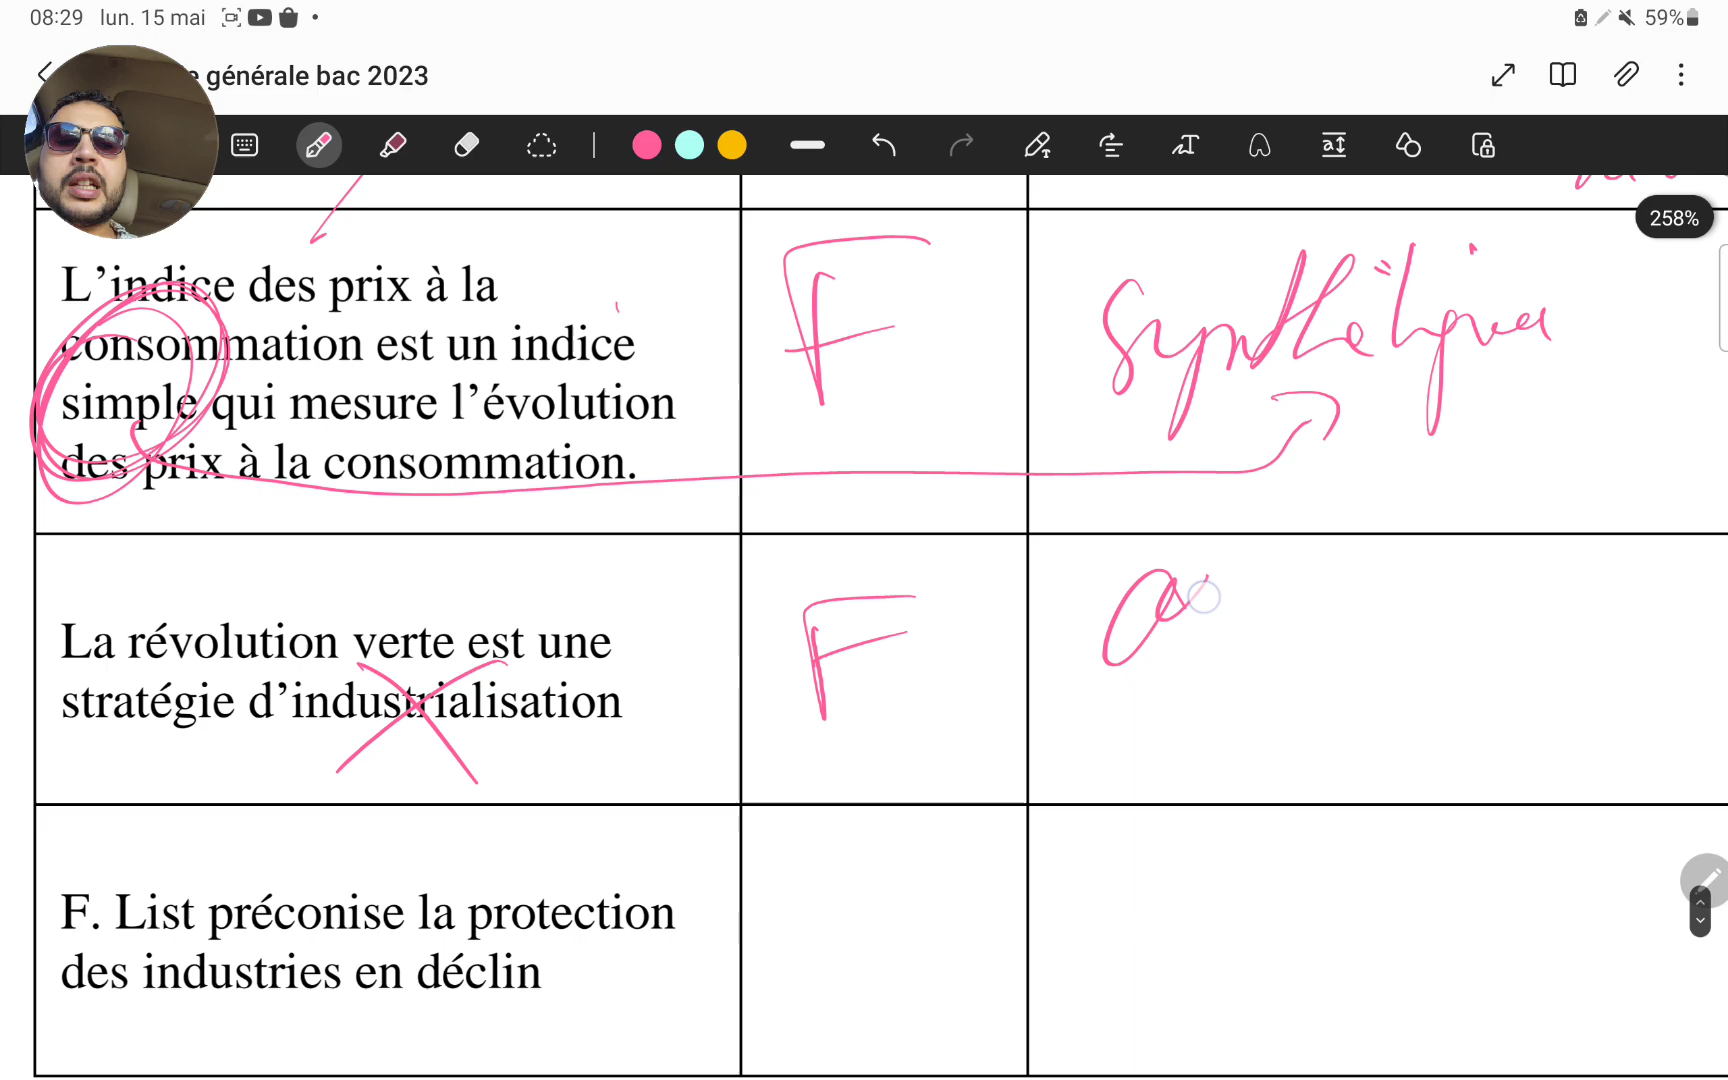 08:29 lun. 15 mai
59%
générale bac 2023
258%
L’indice des prix à la
consommation est un indice
simple qui mesure l’évolution
des prix à la consommation.
F
synthétique
La révolution verte est une
stratégie d’industrialisation
F
F. List préconise la protection
des industries en déclin